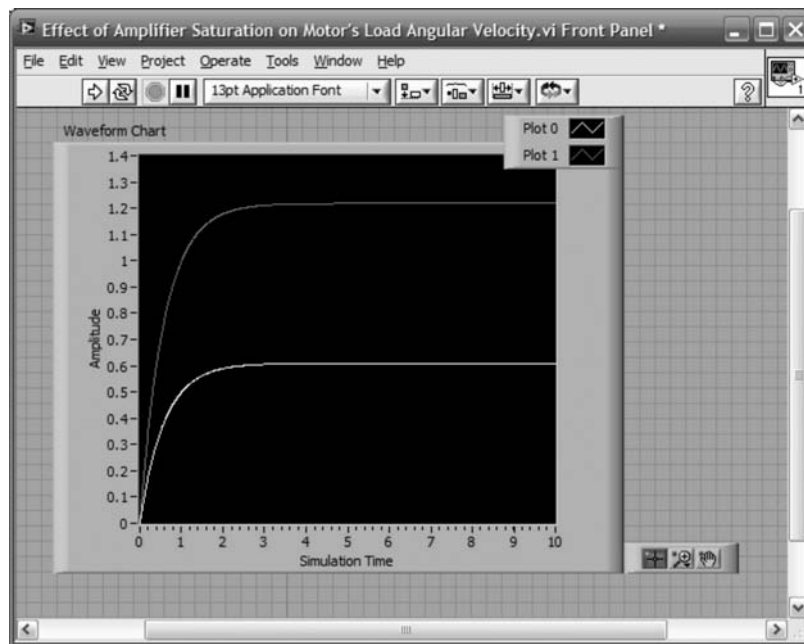 Effect of Amplifier Saturation on Motor's Load Angular Velocity.vi Front Panel *
File Edit View Project Operate Tools Window Help
13pt Application Font
?
1
Waveform Chart
Plot 0
Plot 1
Amplitude
1.4
1.3
1.2
1.1
1
0.9
0.8
0.7
0.6
0.5
0.4
0.3
0.2
0.1
0
0 1 2 3 4 5 6 7 8 9 10
Simulation Time